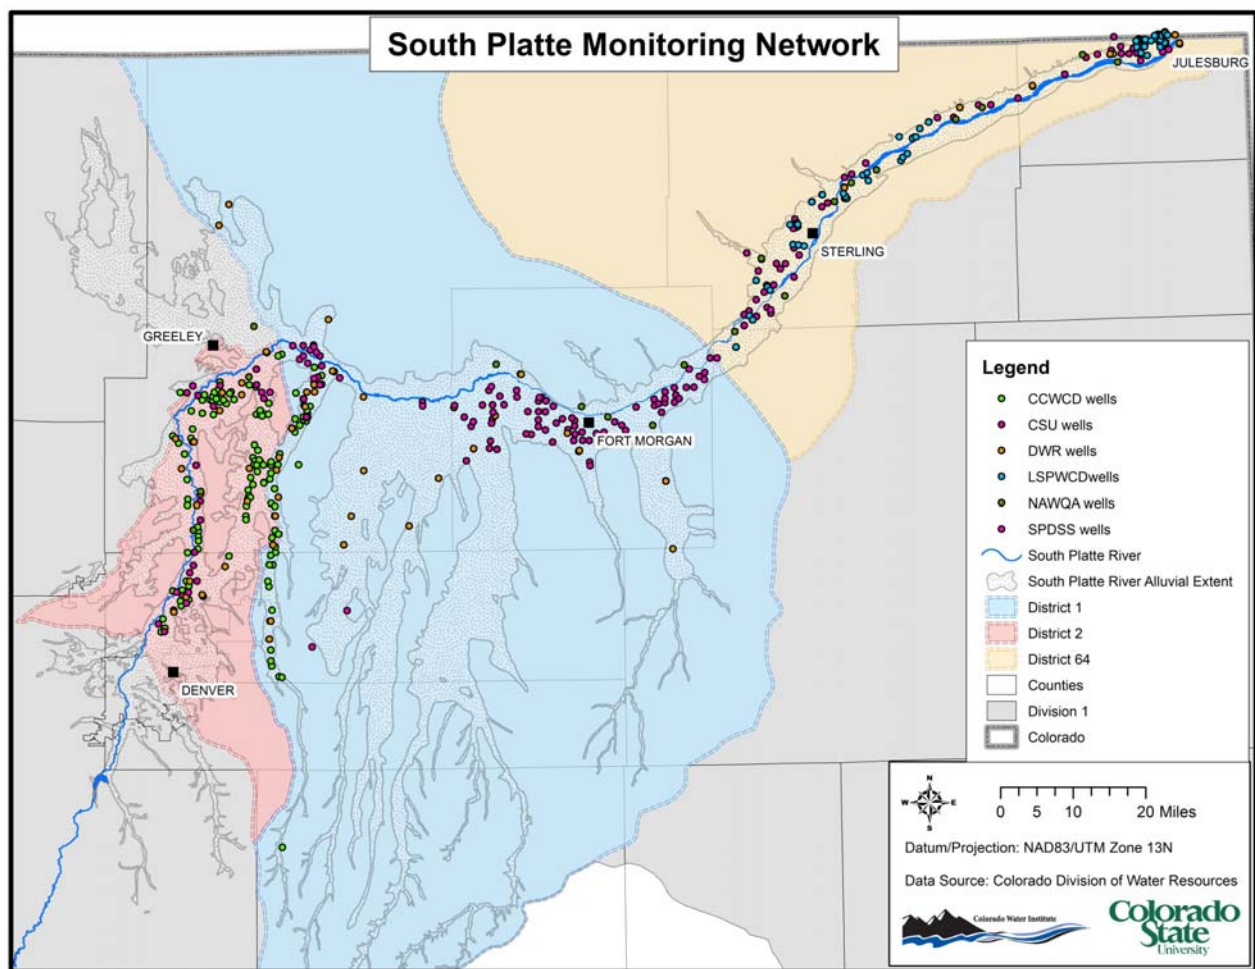 South Platte Monitoring Network
JULESBURG
STERLING
GREELEY
FORT MORGAN
DENVER
Legend
CCWCD wells
CSU wells
DWR wells
LSPWCDwells
NAWQA wells
SPDSS wells
South Platte River
South Platte River Alluvial Extent
District 1
District 2
District 64
Counties
Division 1
Colorado
N
W E
S
0 5 10 20 Miles
Datum/Projection: NAD83/UTM Zone 13N
Data Source: Colorado Division of Water Resources
Colorado Water Institute
Colorado
State
University